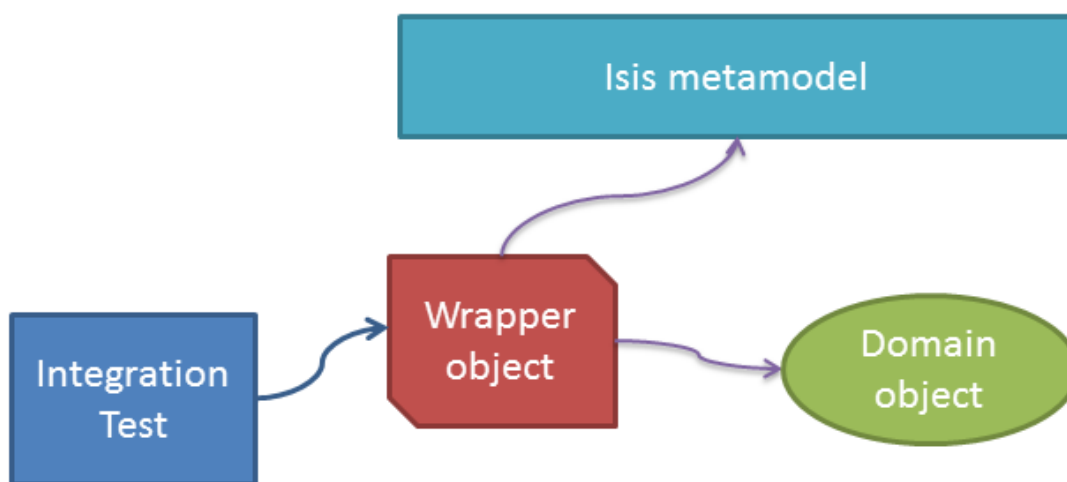 Isis metamodel
Wrapper
object
Integration
Test
Domain
object